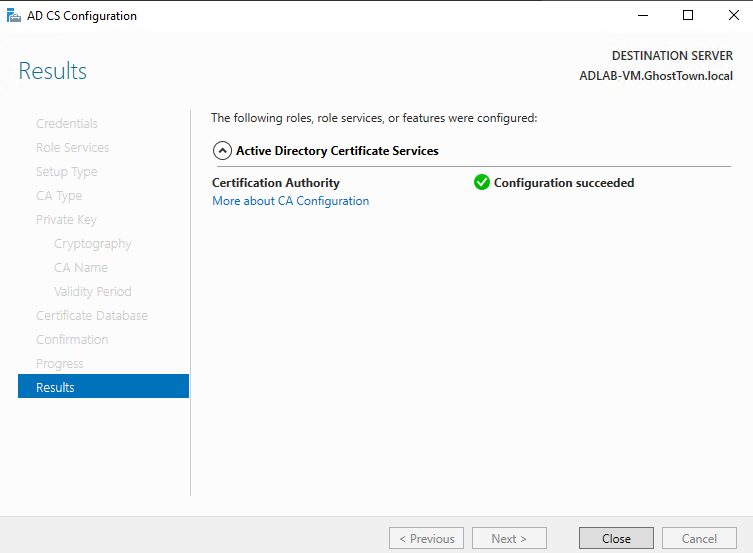 AD CS Configuration
Results
DESTINATION SERVER
ADLAB-VM.GhostTown.local
Credentials
Role Services
Setup Type
CA Type
Private Key
Cryptography
CA Name
Validity Period
Certificate Database
Confirmation
Progress
Results
The following roles, role services, or features were configured:
Active Directory Certificate Services
Certification Authority
Configuration succeeded
More about CA Configuration
< Previous
Next >
Close
Cancel